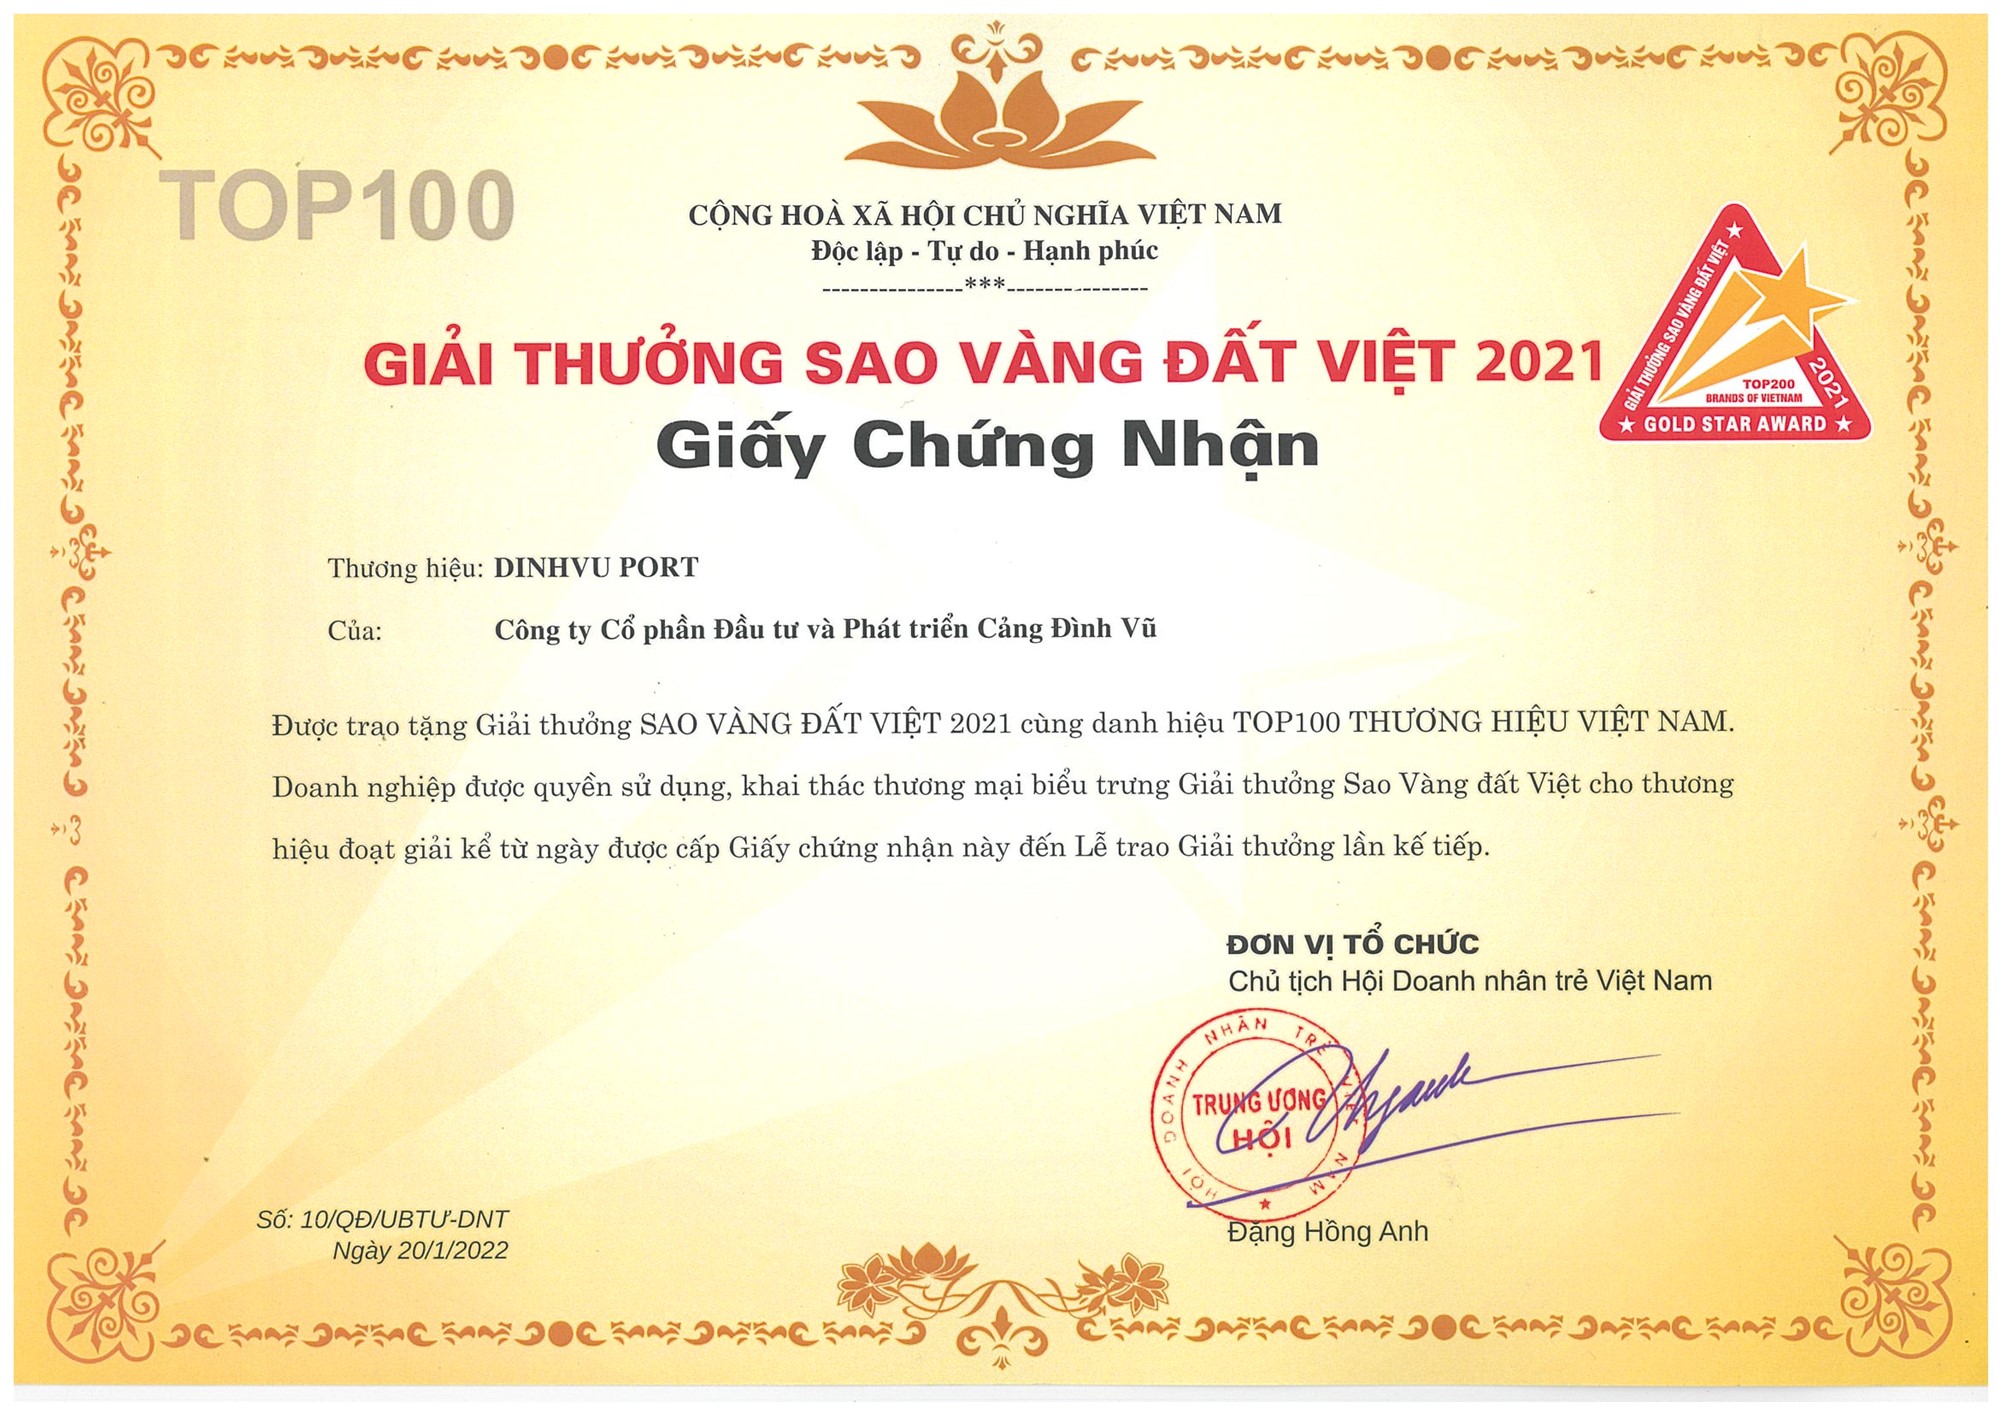 TOP100
CỘNG HOÀ XÃ HỘI CHỦ NGHĨA VIỆT NAM
Độc lập - Tự do - Hạnh phúc
---------------***---------------
GIẢI THƯỞNG SAO VÀNG ĐẤT VIỆT 2021
GIẢI THƯỞNG SAO VÀNG ĐẤT VIỆT
2021
TOP200
BRANDS OF VIETNAM
★ GOLD STAR AWARD ★
Giấy Chứng Nhận
Thương hiệu: DINHVU PORT
Của: Công ty Cổ phần Đầu tư và Phát triển Cảng Đình Vũ
Được trao tặng Giải thưởng SAO VÀNG ĐẤT VIỆT 2021 cùng danh hiệu TOP100 THƯƠNG HIỆU VIỆT NAM.
Doanh nghiệp được quyền sử dụng, khai thác thương mại biểu trưng Giải thưởng Sao Vàng đất Việt cho thương
hiệu đoạt giải kể từ ngày được cấp Giấy chứng nhận này đến Lễ trao Giải thưởng lần kế tiếp.
ĐƠN VỊ TỔ CHỨC
Chủ tịch Hội Doanh nhân trẻ Việt Nam
HỘI DOANH NHÂN TRẺ VIỆT NAM
TRUNG ƯƠNG
HỘI
Đặng Hồng Anh
Số: 10/QĐ/UBTƯ-DNT
Ngày 20/1/2022